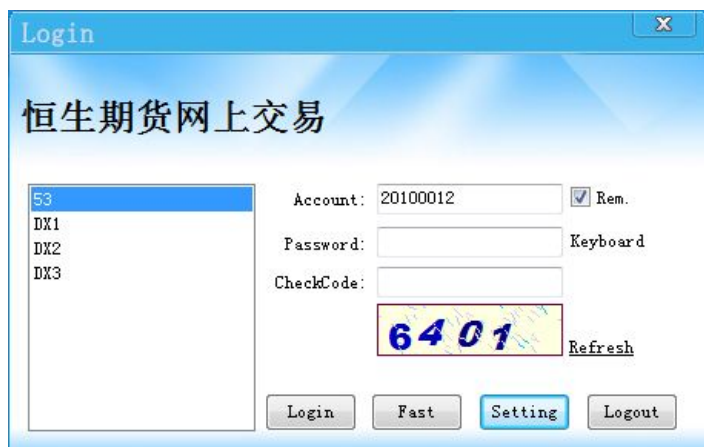 Login
恒生期货网上交易
53
DX1
DX2
DX3
Account: 20100012 Rem.
Password: Keyboard
CheckCode:
6401 Refresh
Login Fast Setting Logout